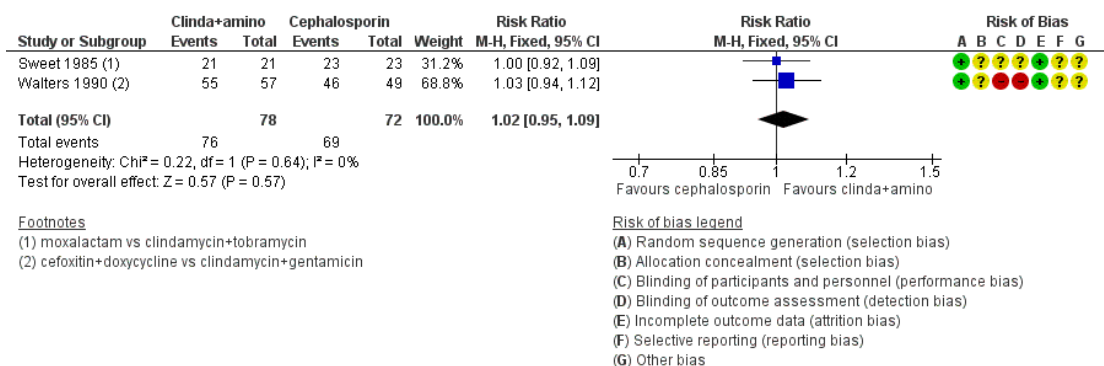 Clinda+amino Cephalosporin Risk Ratio Risk Ratio Risk of Bias
Study or Subgroup Events Total Events Total Weight M-H, Fixed, 95% CI M-H, Fixed, 95% CI A B C D E F G
Sweet 1985 (1) 21 21 23 23 31.2% 1.00 [0.92, 1.09] + ? ? ? + ? ?
Walters 1990 (2) 55 57 46 49 68.8% 1.03 [0.94, 1.12] + ? - - + ? ?
Total (95% CI) 78 72 100.0% 1.02 [0.95, 1.09]
Total events 76 69
Heterogeneity: Chi² = 0.22, df = 1 (P = 0.64); I² = 0%
Test for overall effect: Z = 0.57 (P = 0.57)
0.7 0.85 1 1.2 1.5
Favours cephalosporin Favours clinda+amino
Footnotes
(1) moxalactam vs clindamycin+tobramycin
(2) cefoxitin+doxycycline vs clindamycin+gentamicin
Risk of bias legend
(A) Random sequence generation (selection bias)
(B) Allocation concealment (selection bias)
(C) Blinding of participants and personnel (performance bias)
(D) Blinding of outcome assessment (detection bias)
(E) Incomplete outcome data (attrition bias)
(F) Selective reporting (reporting bias)
(G) Other bias